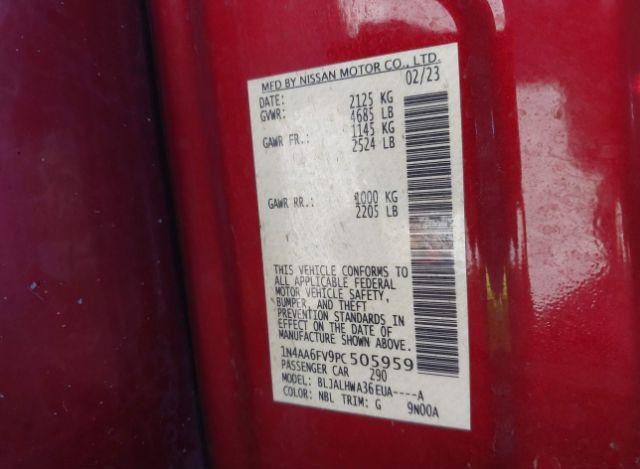 MFD BY NISSAN MOTOR CO., LTD.
DATE: 02/23
GVWR: 2125 KG
4685 LB
GAWR FR.: 1145 KG
2524 LB
GAWR RR.: 1000 KG
2205 LB
THIS VEHICLE CONFORMS TO
ALL APPLICABLE FEDERAL
MOTOR VEHICLE SAFETY,
BUMPER, AND THEFT
PREVENTION STANDARDS IN
EFFECT ON THE DATE OF
MANUFACTURE SHOWN ABOVE.
1N4AA6FV9PC505959
PASSENGER CAR 290
MODEL: BLJALHWA36EUA----A
COLOR: NBL TRIM: G 9N00A